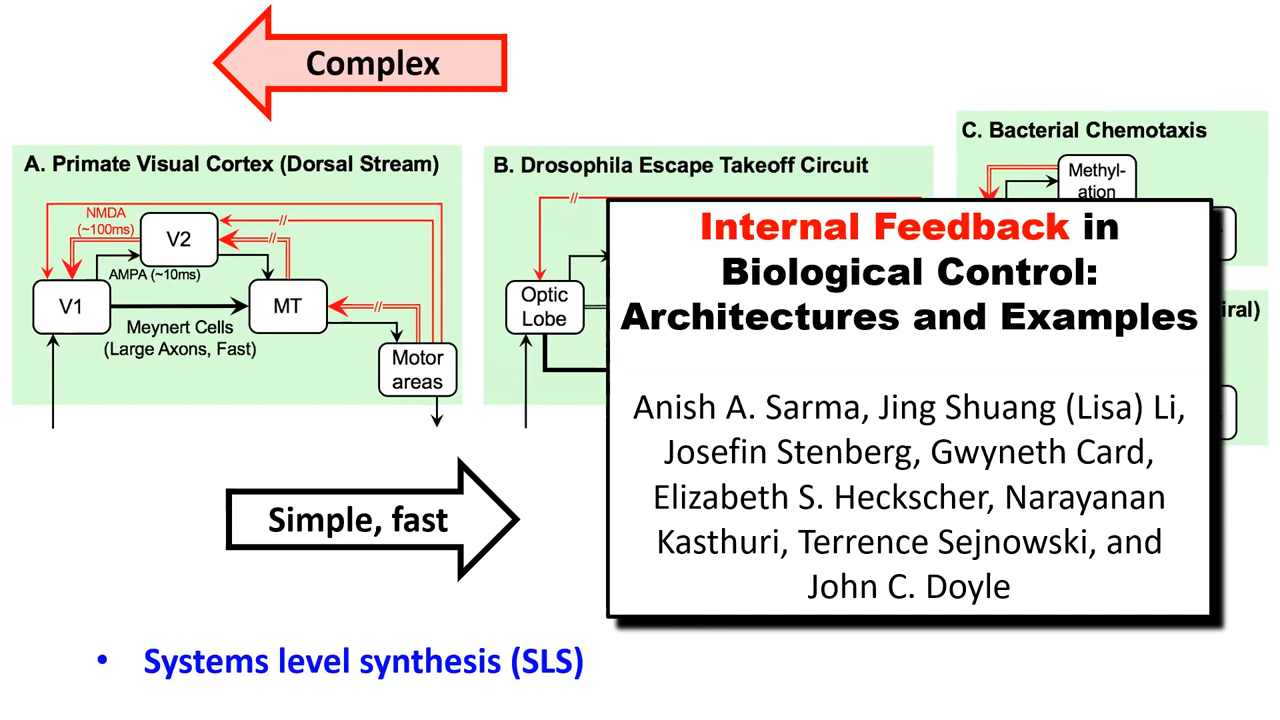 Complex
A. Primate Visual Cortex (Dorsal Stream)
NMDA
(~100ms)
V2
AMPA (~10ms)
V1
MT
Meynert Cells
(Large Axons, Fast)
Motor
areas
B. Drosophila Escape Takeoff Circuit
Optic
Lobe
C. Bacterial Chemotaxis
Methyl-
ation
Internal Feedback in
Biological Control:
Architectures and Examples
Anish A. Sarma, Jing Shuang (Lisa) Li,
Josefin Stenberg, Gwyneth Card,
Elizabeth S. Heckscher, Narayanan
Kasthuri, Terrence Sejnowski, and
John C. Doyle
Simple, fast
• Systems level synthesis (SLS)